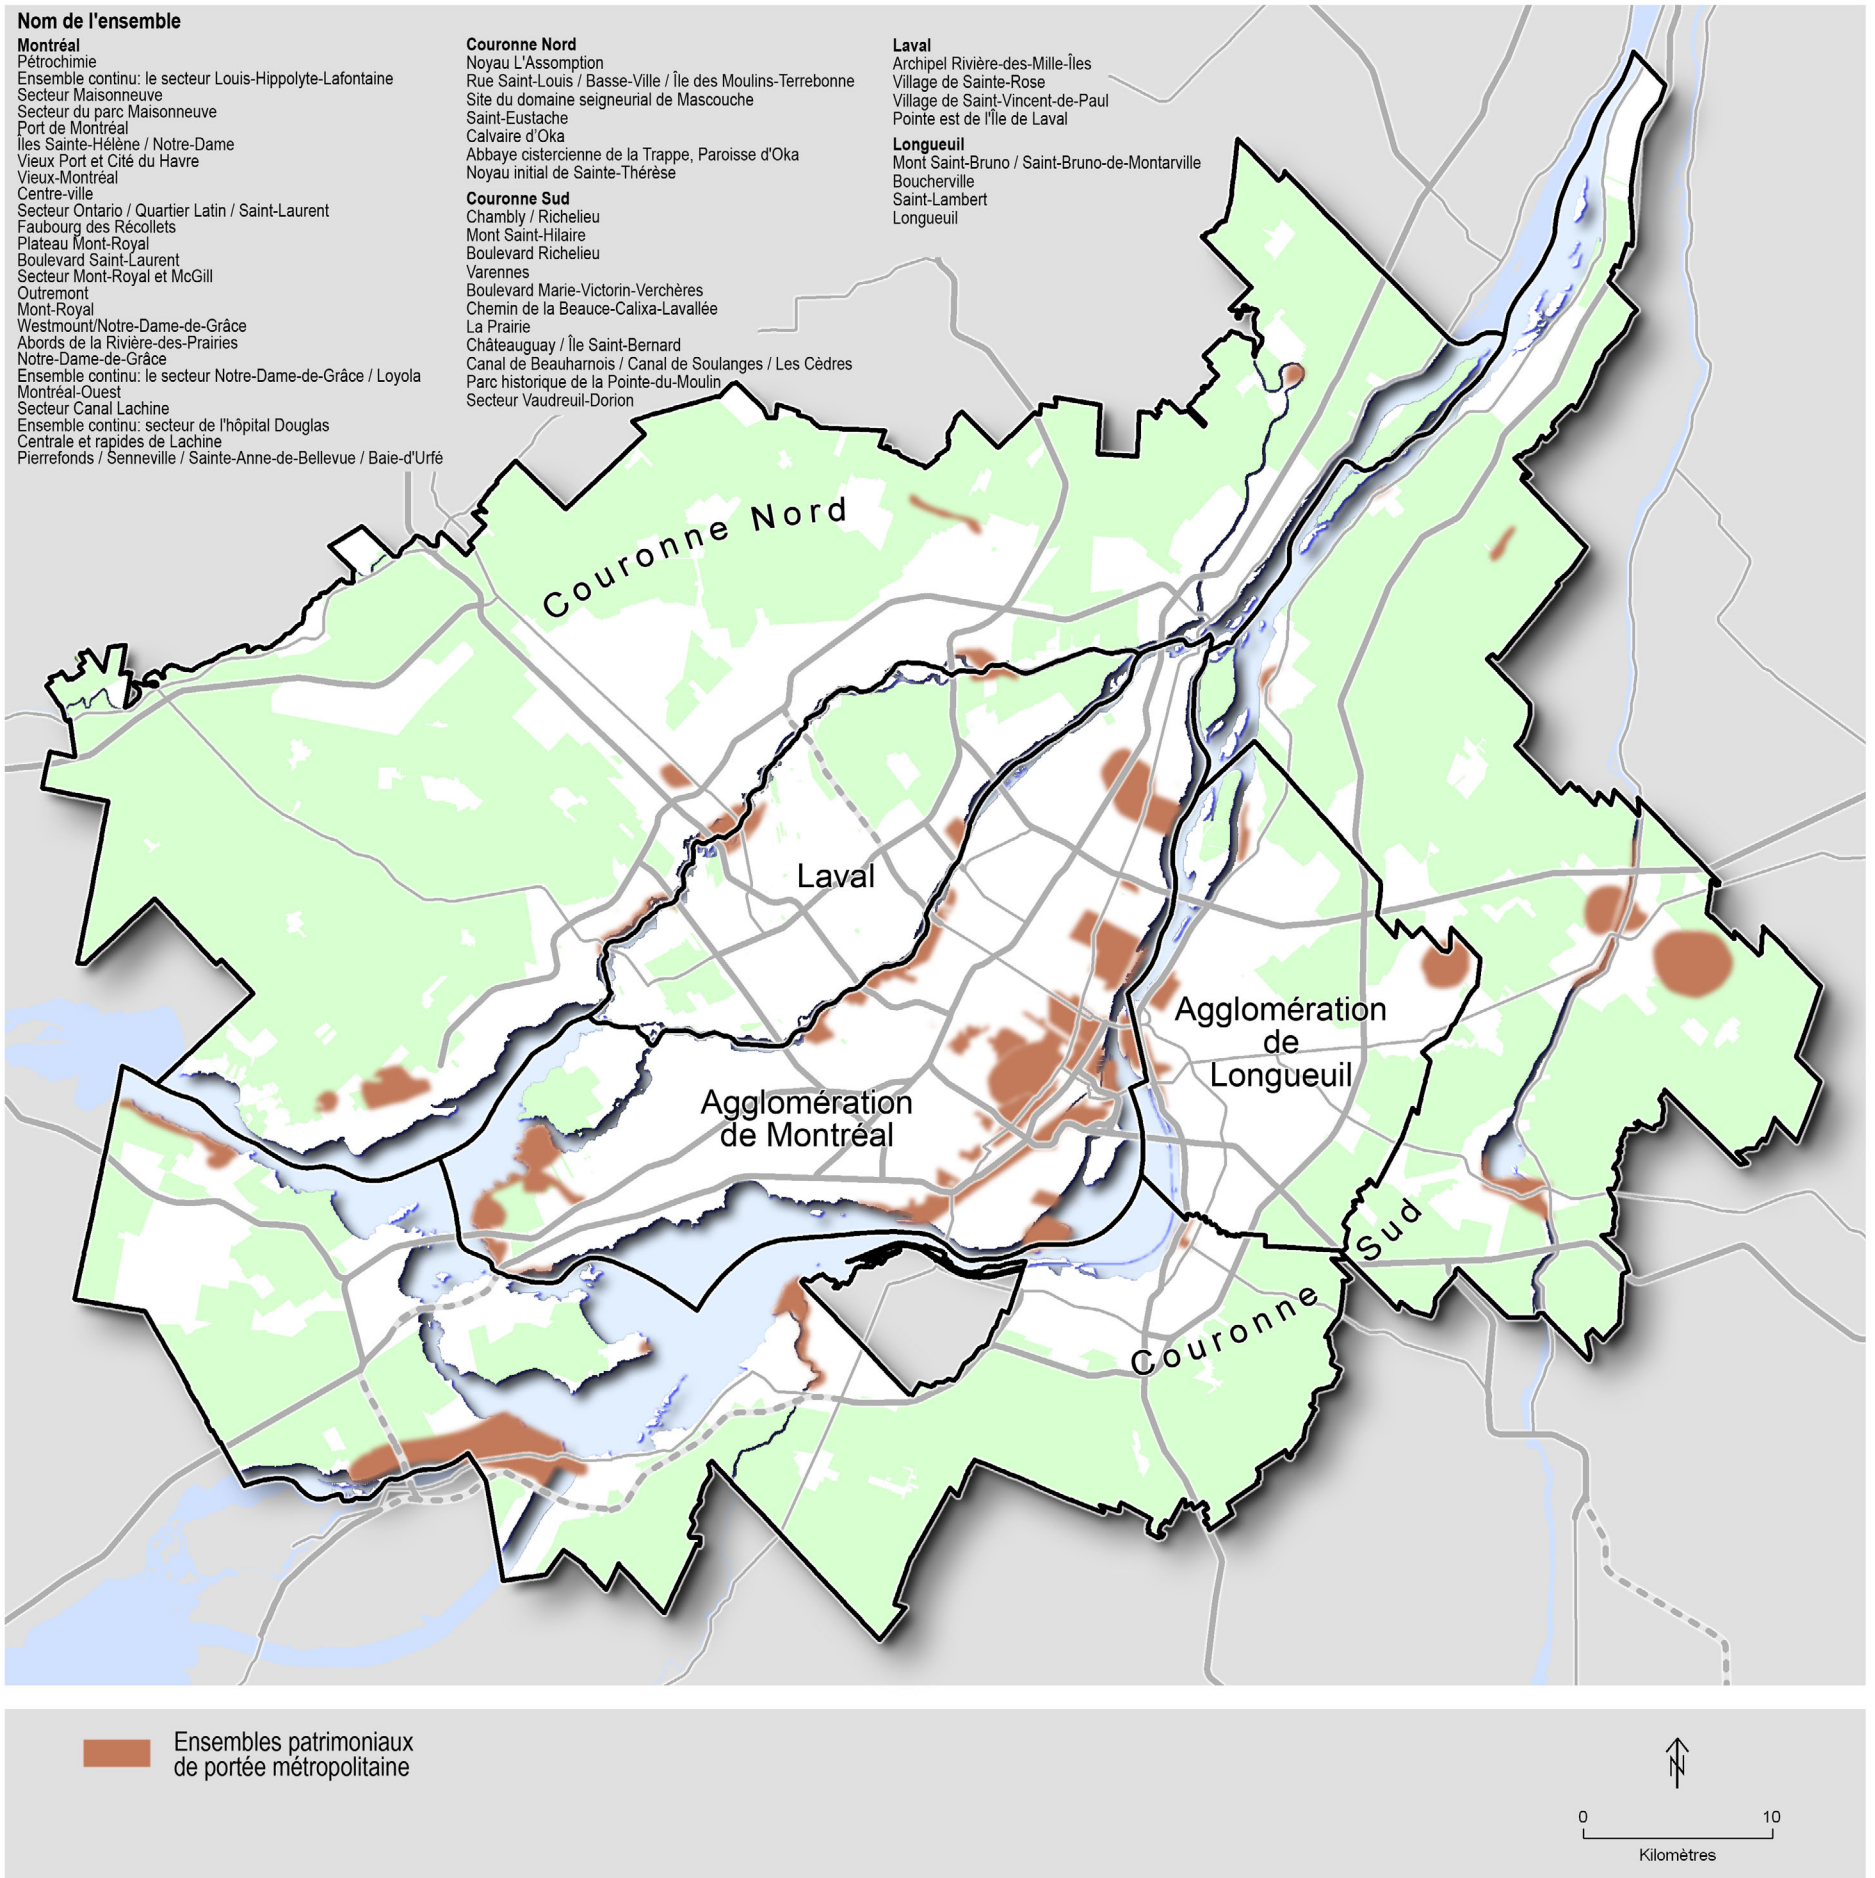 Nom de l'ensemble
Montréal
Pétrochimie
Ensemble continu: le secteur Louis-Hippolyte-Lafontaine
Secteur Maisonneuve
Secteur du parc Maisonneuve
Port de Montréal
Îles Sainte-Hélène / Notre-Dame
Vieux Port et Cité du Havre
Vieux-Montréal
Centre-ville
Secteur Ontario / Quartier Latin / Saint-Laurent
Faubourg des Récollets
Plateau Mont-Royal
Boulevard Saint-Laurent
Secteur Mont-Royal et McGill
Outremont
Mont-Royal
Westmount/Notre-Dame-de-Grâce
Abords de la Rivière-des-Prairies
Notre-Dame-de-Grâce
Ensemble continu: le secteur Notre-Dame-de-Grâce / Loyola
Montréal-Ouest
Secteur Canal Lachine
Ensemble continu: secteur de l'hôpital Douglas
Centrale et rapides de Lachine
Pierrefonds / Senneville / Sainte-Anne-de-Bellevue / Baie-d'Urfé
Couronne Nord
Noyau L'Assomption
Rue Saint-Louis / Basse-Ville / Île des Moulins-Terrebonne
Site du domaine seigneurial de Mascouche
Saint-Eustache
Calvaire d'Oka
Abbaye cistercienne de la Trappe, Paroisse d'Oka
Noyau initial de Sainte-Thérèse
Couronne Sud
Chambly / Richelieu
Mont Saint-Hilaire
Boulevard Richelieu
Varennes
Boulevard Marie-Victorin-Verchères
Chemin de la Beauce-Calixa-Lavallée
La Prairie
Châteauguay / Île Saint-Bernard
Canal de Beauharnois / Canal de Soulanges / Les Cèdres
Parc historique de la Pointe-du-Moulin
Secteur Vaudreuil-Dorion
Laval
Archipel Rivière-des-Mille-Îles
Village de Sainte-Rose
Village de Saint-Vincent-de-Paul
Pointe est de l'Île de Laval
Longueuil
Mont Saint-Bruno / Saint-Bruno-de-Montarville
Boucherville
Saint-Lambert
Longueuil
Couronne Nord
Laval
Agglomération
de
Longueuil
Agglomération
de Montréal
Couronne Sud
Ensembles patrimoniaux
de portée métropolitaine
N
0 10
Kilomètres